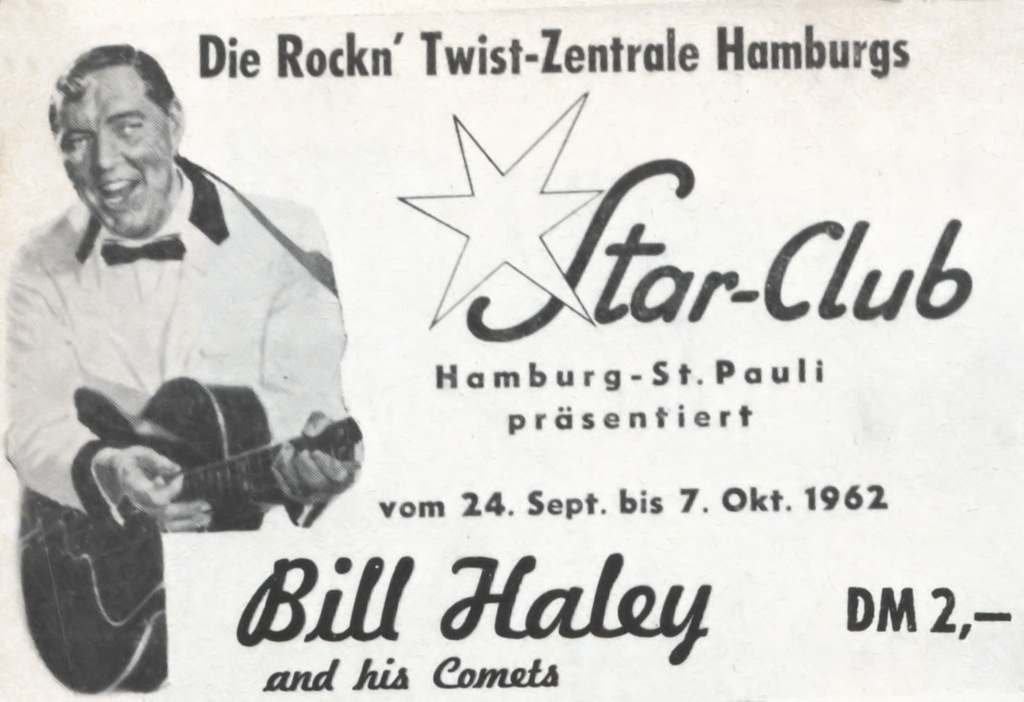 Die Rockn' Twist-Zentrale Hamburgs
Star-Club
Hamburg-St. Pauli
präsentiert
vom 24. Sept. bis 7. Okt. 1962
Bill Haley
DM 2,—
and his Comets